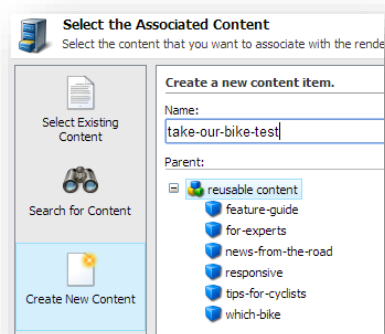 Select the Associated Content
Select the content that you want to associate with the rende
Select Existing
Content
Search for Content
Create New Content
Create a new content item.
Name:
take-our-bike-test
Parent:
reusable content
feature-guide
for-experts
news-from-the-road
responsive
tips-for-cyclists
which-bike